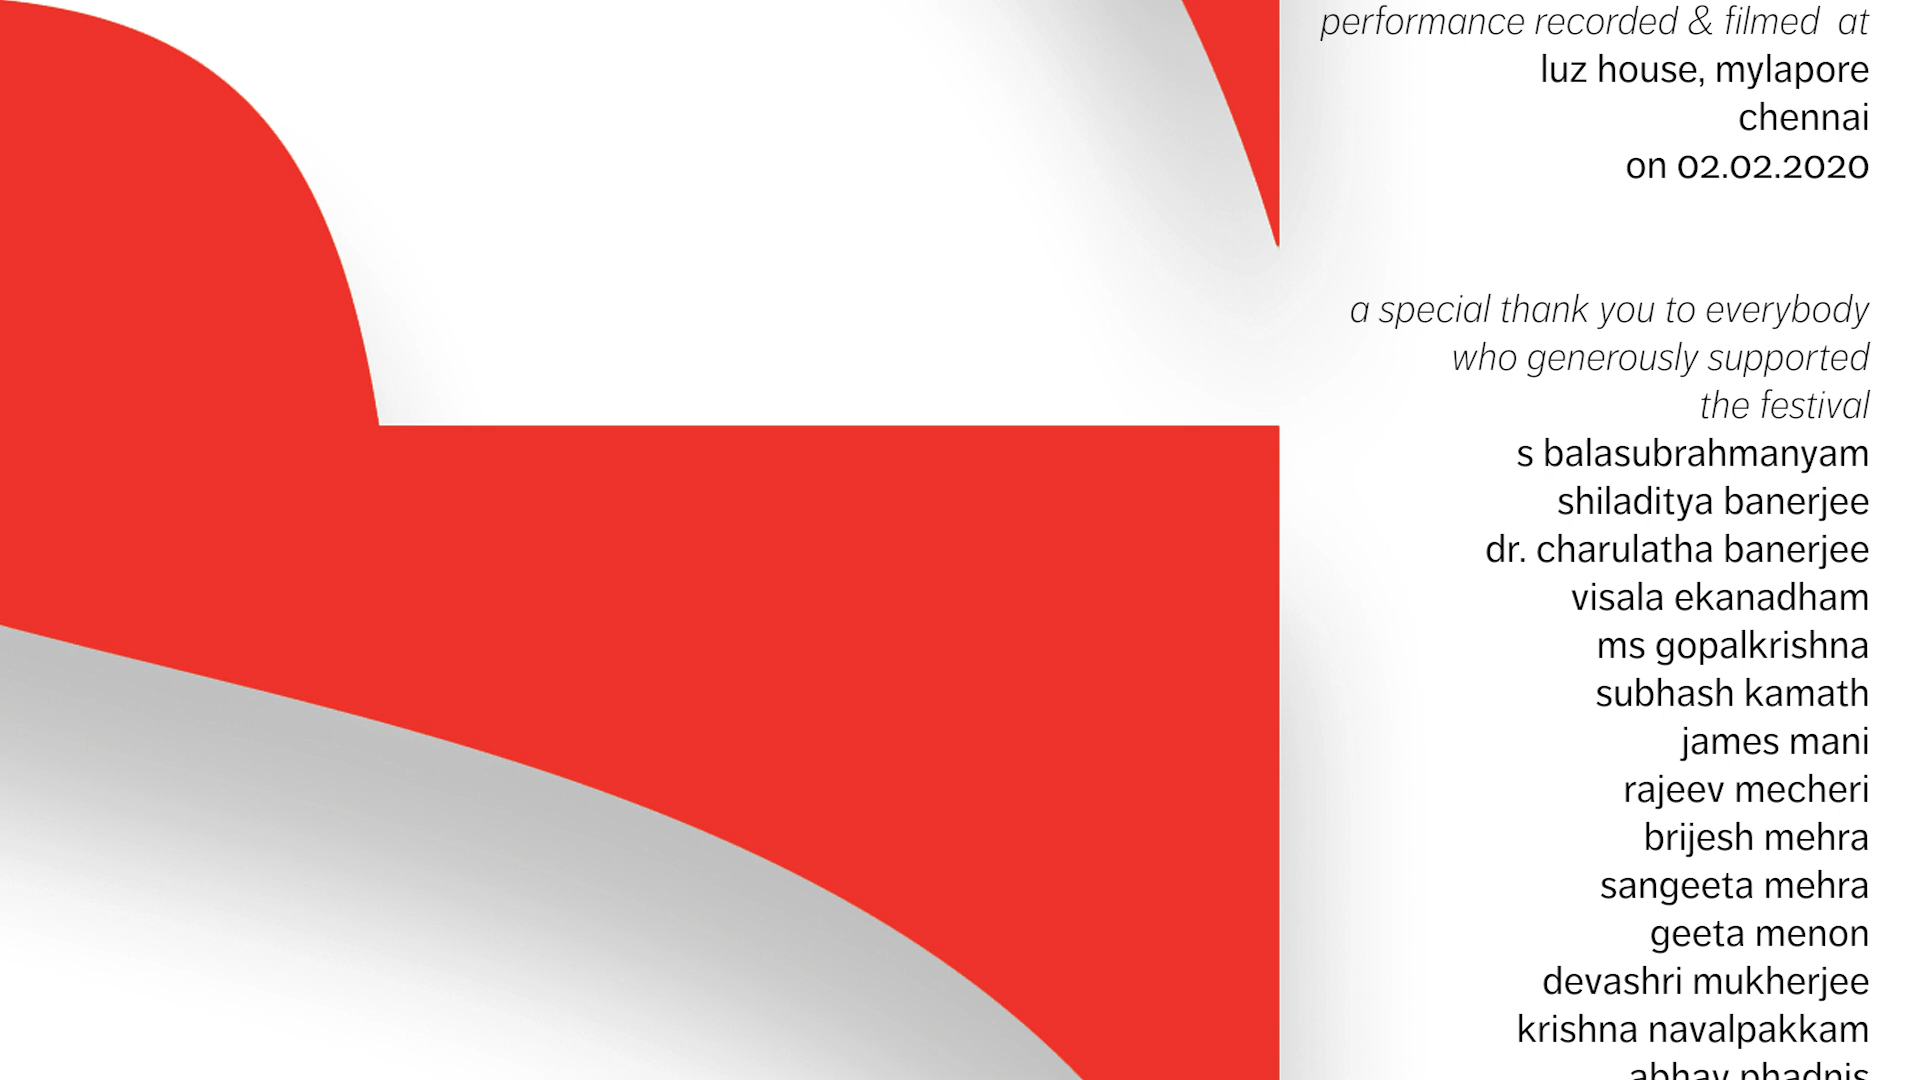 performance recorded & filmed at
luz house, mylapore
chennai
on 02.02.2020
a special thank you to everybody
who generously supported
the festival
s balasubrahmanyam
shiladitya banerjee
dr. charulatha banerjee
visala ekanadham
ms gopalkrishna
subhash kamath
james mani
rajeev mecheri
brijesh mehra
sangeeta mehra
geeta menon
devashri mukherjee
krishna navalpakkam
abhay phadnis